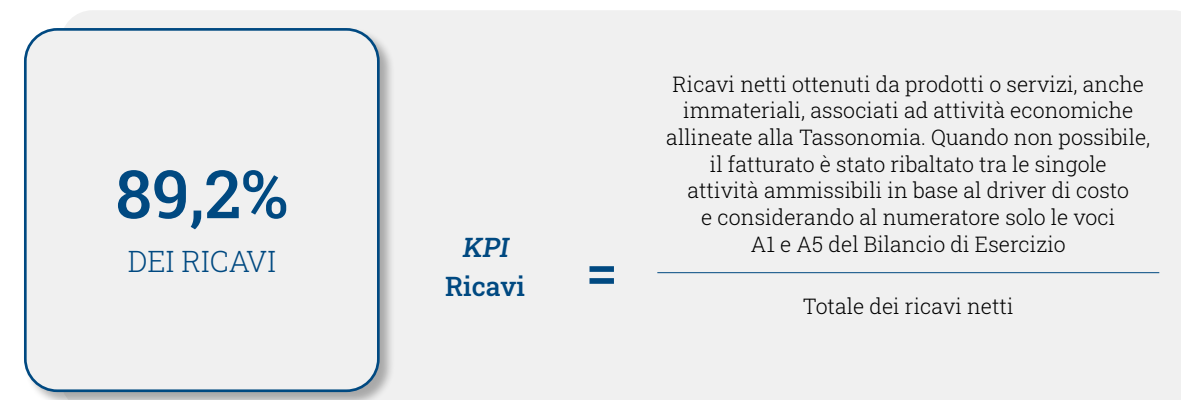 89,2%
DEI RICAVI
KPI
Ricavi
=
Ricavi netti ottenuti da prodotti o servizi, anche
immateriali, associati ad attività economiche
allineate alla Tassonomia. Quando non possibile,
il fatturato è stato ribaltato tra le singole
attività ammissibili in base al driver di costo
e considerando al numeratore solo le voci
A1 e A5 del Bilancio di Esercizio
Totale dei ricavi netti